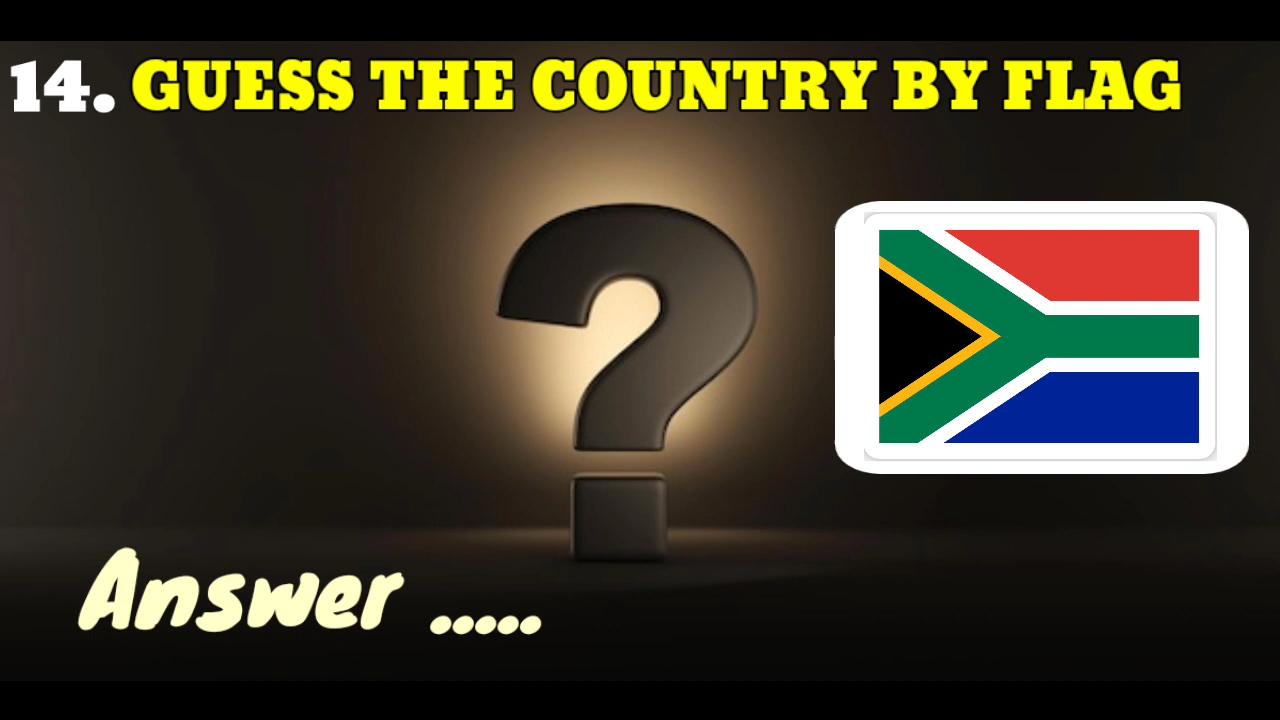 14. GUESS THE COUNTRY BY FLAG
Answer .....